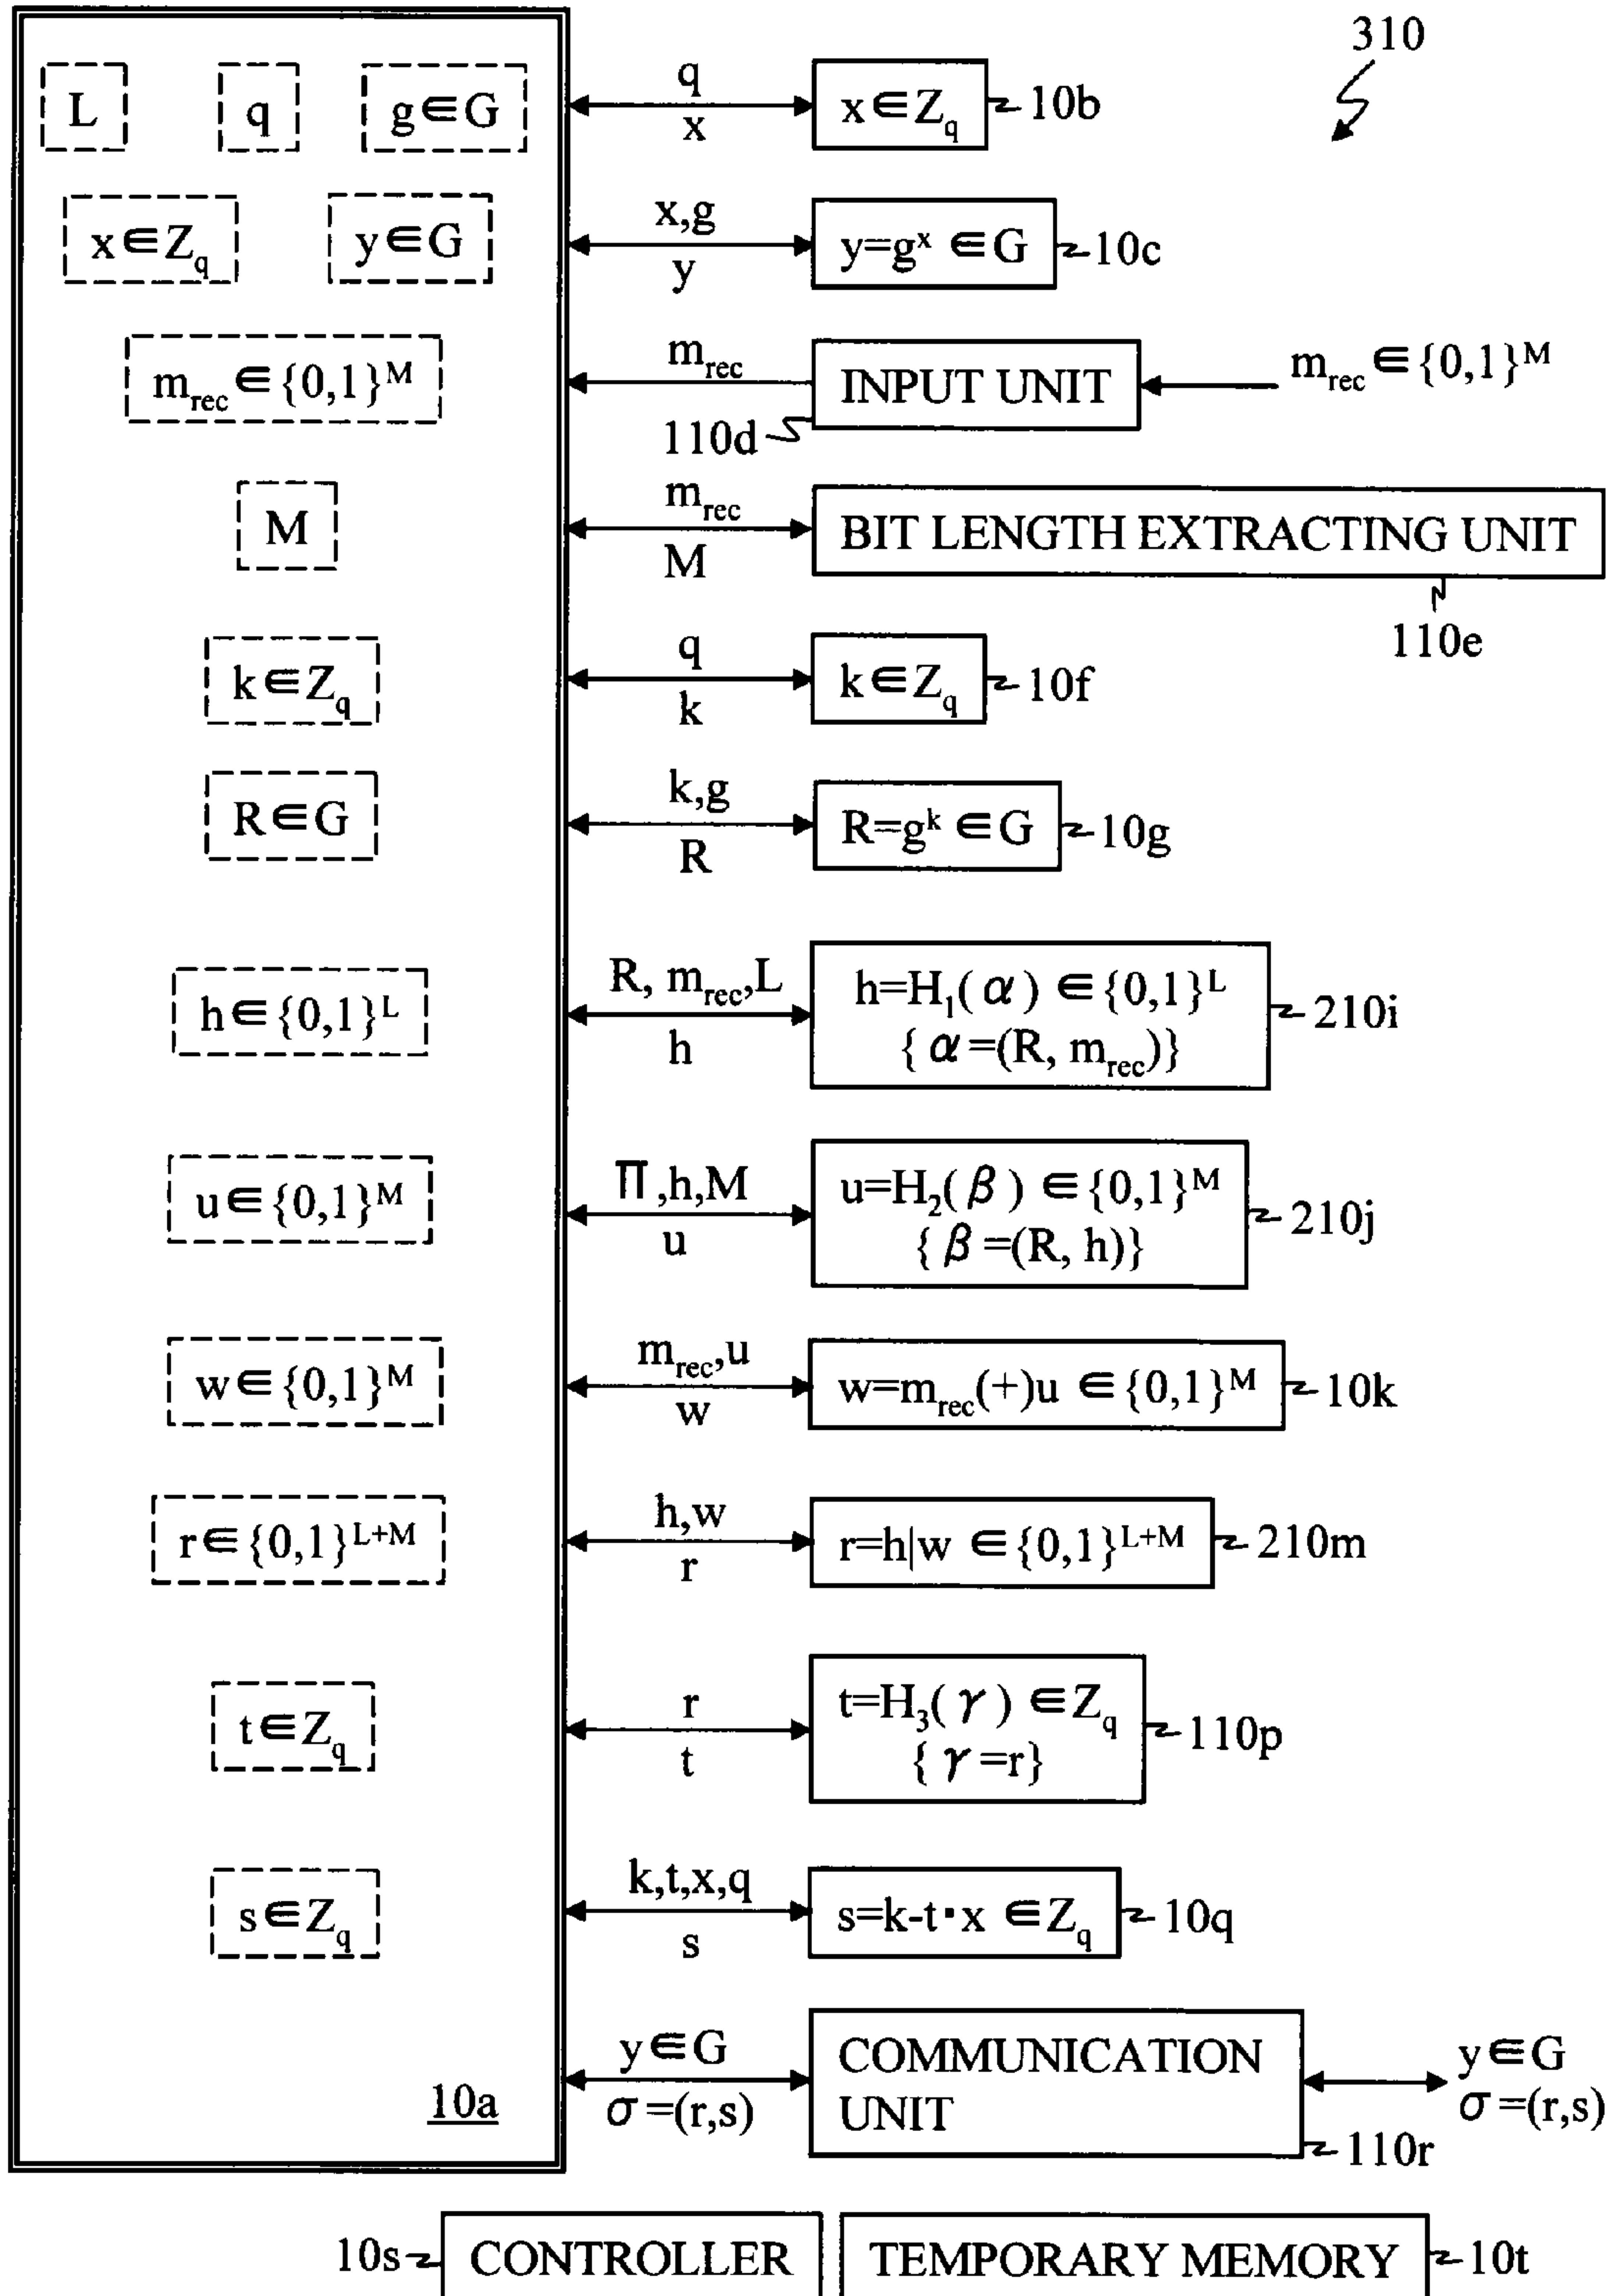 310
L q g∈G
q
x
x∈Z_q
10b
x∈Z_q y∈G
x,g
y
y=g^x ∈G
10c
m_rec∈{0,1}^M
m_rec
INPUT UNIT
m_rec∈{0,1}^M
110d
M
m_rec
M
BIT LENGTH EXTRACTING UNIT
110e
k∈Z_q
q
k
k∈Z_q
10f
R∈G
k,g
R
R=g^k ∈G
10g
h∈{0,1}^L
R, m_rec,L
h
h=H_1(α) ∈{0,1}^L
{α=(R, m_rec)}
210i
u∈{0,1}^M
Π,h,M
u
u=H_2(β) ∈{0,1}^M
{β=(R, h)}
210j
w∈{0,1}^M
m_rec,u
w
w=m_rec(+)u ∈{0,1}^M
10k
r∈{0,1}^L+M
h,w
r
r=h|w ∈{0,1}^L+M
210m
t∈Z_q
r
t
t=H_3(γ) ∈Z_q
{γ=r}
110p
s∈Z_q
k,t,x,q
s
s=k-t·x ∈Z_q
10q
10a
y∈G
σ=(r,s)
COMMUNICATION
UNIT
y∈G
σ=(r,s)
110r
10s
CONTROLLER
TEMPORARY MEMORY
10t